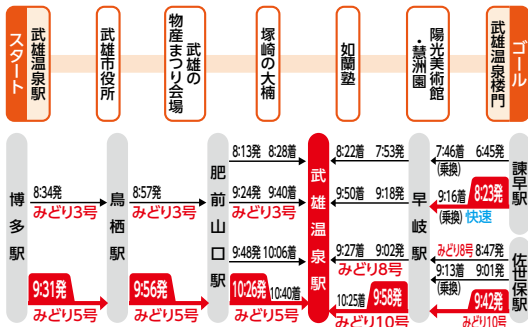 スタート
武雄温泉駅
武雄市役所
武雄の
物産まつり会場
塚崎の大楠
如蘭塾
陽光美術館
・慧洲園
武雄温泉楼門
ゴール
博多駅
8:34発
みどり3号
9:31発
みどり5号
鳥栖駅
8:57発
みどり3号
9:56発
みどり5号
肥前山口駅
8:13発 8:28着
9:24発 9:40着
みどり3号
9:48発 10:06着
10:26発 10:40着
みどり5号
武雄温泉駅
8:22着 7:53発
9:50着 9:18発
9:27着 9:02発
みどり8号
10:25着 9:58発
みどり10号
早岐駅
7:46着 6:45発
(乗換)
9:16着 8:23発
(乗換) 快速
みどり8号 8:47発
9:13着 9:01発
(乗換)
9:42発
みどり10号
諫早駅
佐世保駅